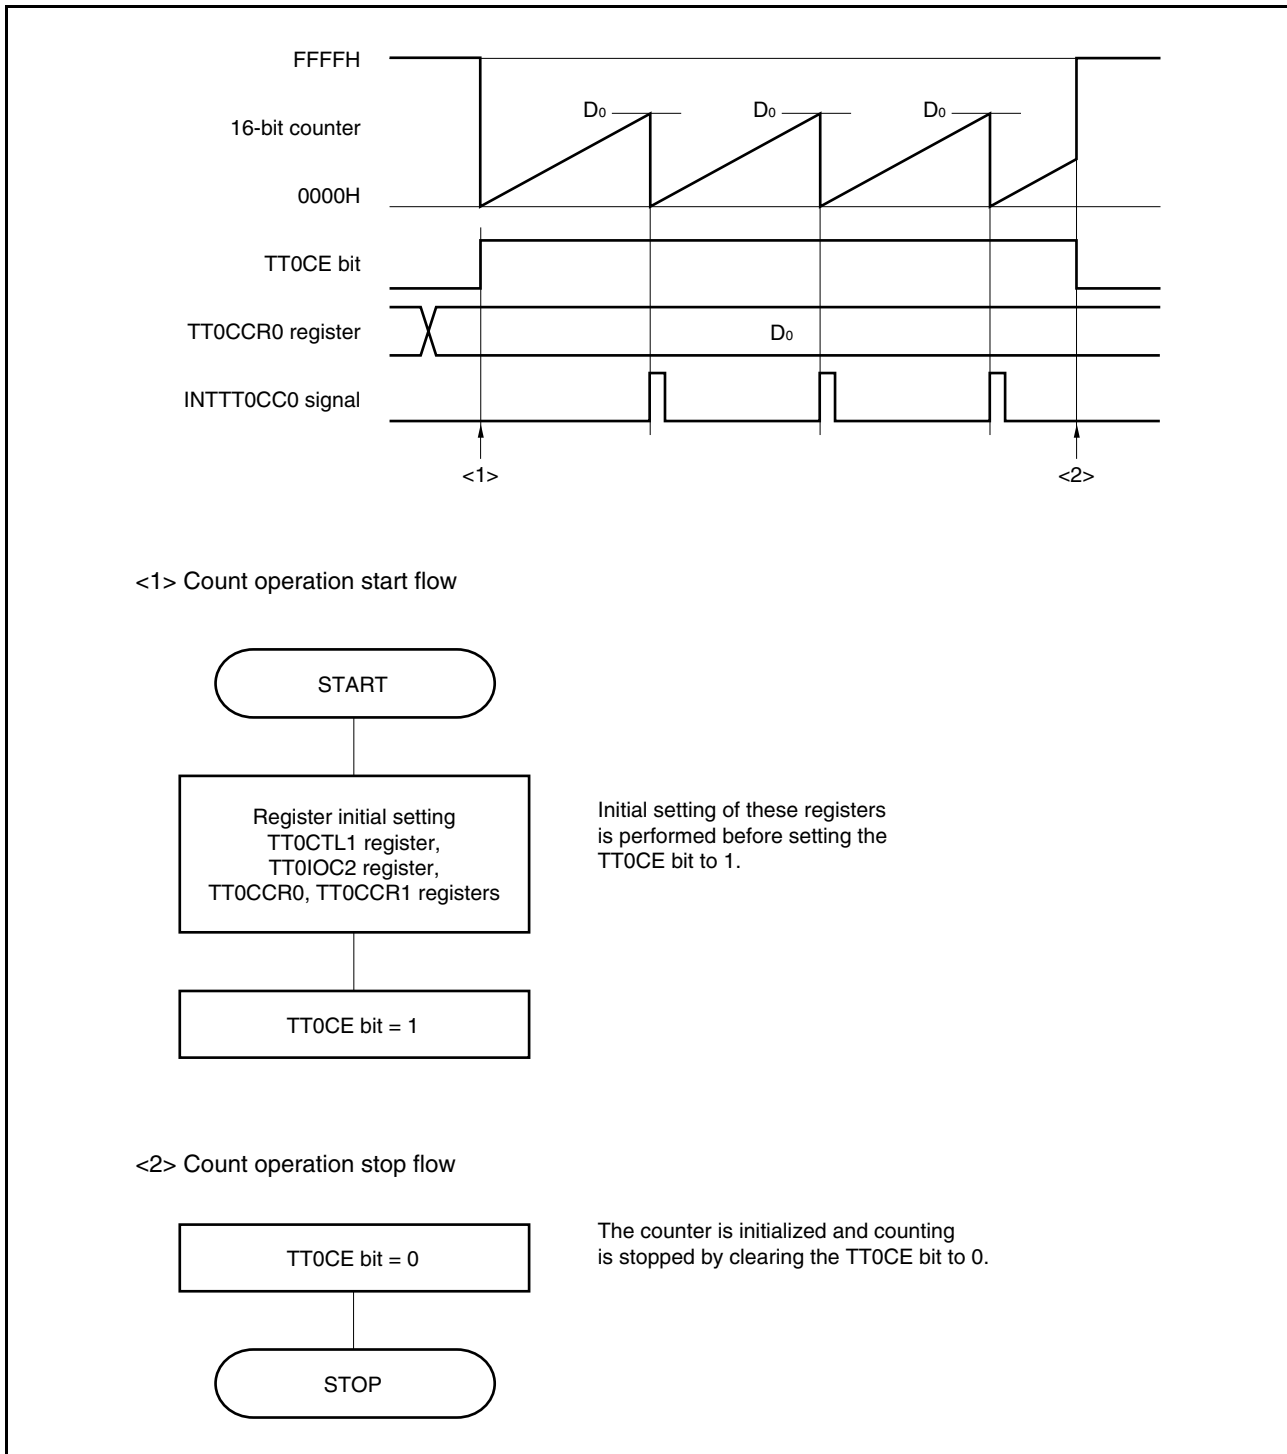 FFFFH
D0 D0 D0
16-bit counter
0000H
TT0CE bit
TT0CCR0 register D0
INTTT0CC0 signal
<1> <2>
<1> Count operation start flow
START
Register initial setting
TT0CTL1 register,
TT0IOC2 register,
TT0CCR0, TT0CCR1 registers
Initial setting of these registers
is performed before setting the
TT0CE bit to 1.
TT0CE bit = 1
<2> Count operation stop flow
TT0CE bit = 0
The counter is initialized and counting
is stopped by clearing the TT0CE bit to 0.
STOP